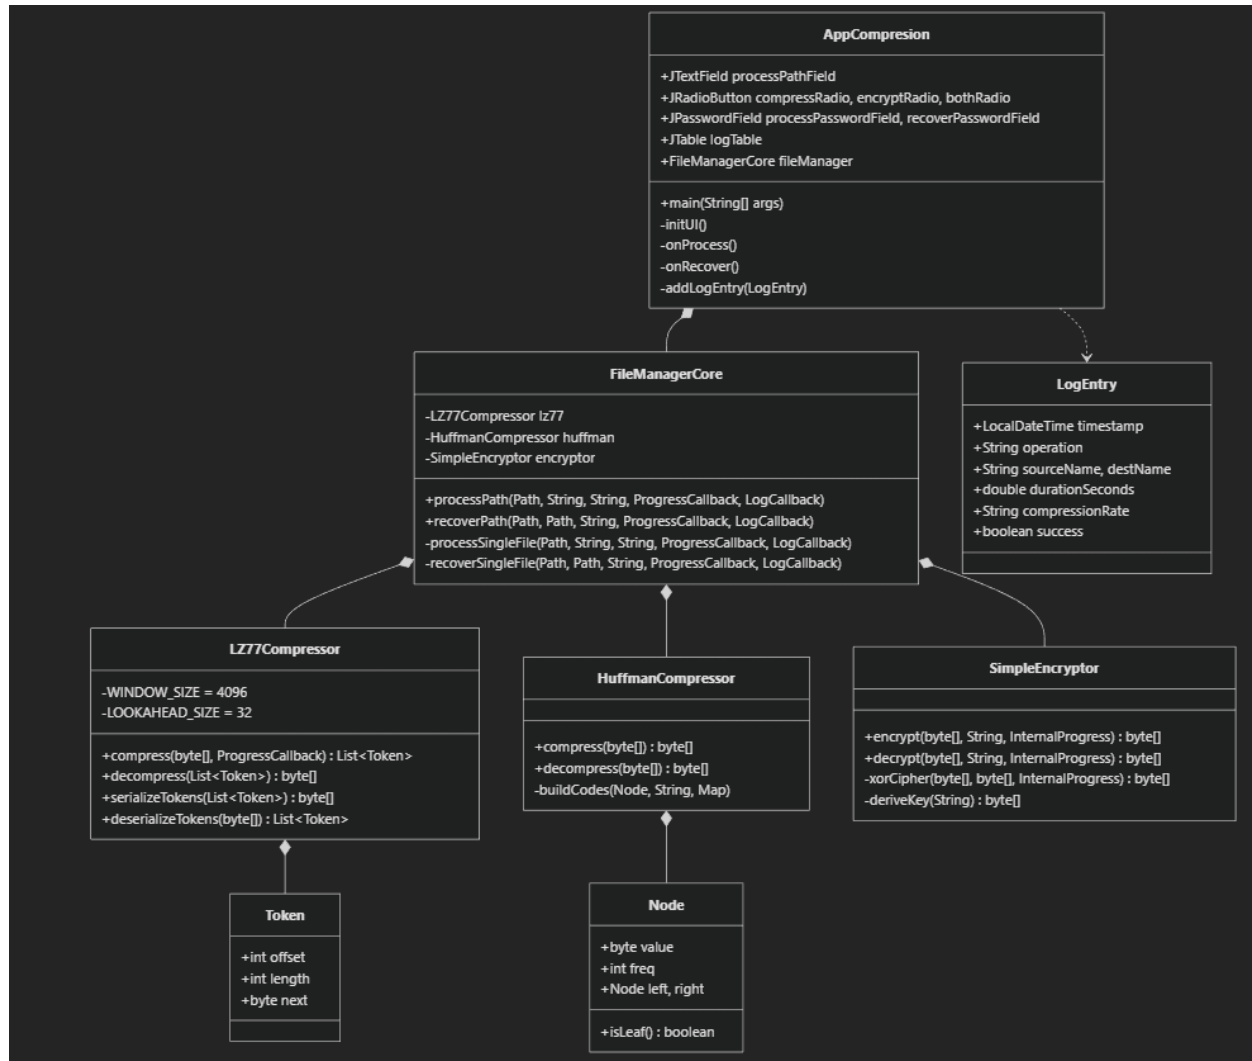 AppCompresion
+JTextField processPathField
+JRadioButton compressRadio, encryptRadio, bothRadio
+JPasswordField processPasswordField, recoverPasswordField
+JTable logTable
+FileManagerCore fileManager
+main(String[] args)
-initUI()
-onProcess()
-onRecover()
-addLogEntry(LogEntry)
FileManagerCore
-LZ77Compressor lz77
-HuffmanCompressor huffman
-SimpleEncryptor encryptor
+processPath(Path, String, String, ProgressCallback, LogCallback)
+recoverPath(Path, Path, String, ProgressCallback, LogCallback)
-processSingleFile(Path, String, String, ProgressCallback, LogCallback)
-recoverSingleFile(Path, Path, String, ProgressCallback, LogCallback)
LogEntry
+LocalDateTime timestamp
+String operation
+String sourceName, destName
+double durationSeconds
+String compressionRate
+boolean success
LZ77Compressor
-WINDOW_SIZE = 4096
-LOOKAHEAD_SIZE = 32
+compress(byte[], ProgressCallback) : List<Token>
+decompress(List<Token>) : byte[]
+serializeTokens(List<Token>) : byte[]
+deserializeTokens(byte[]) : List<Token>
HuffmanCompressor
+compress(byte[]) : byte[]
+decompress(byte[]) : byte[]
-buildCodes(Node, String, Map)
SimpleEncryptor
+encrypt(byte[], String, InternalProgress) : byte[]
+decrypt(byte[], String, InternalProgress) : byte[]
-xorCipher(byte[], byte[], InternalProgress) : byte[]
-deriveKey(String) : byte[]
Token
+int offset
+int length
+byte next
Node
+byte value
+int freq
+Node left, right
+isLeaf() : boolean